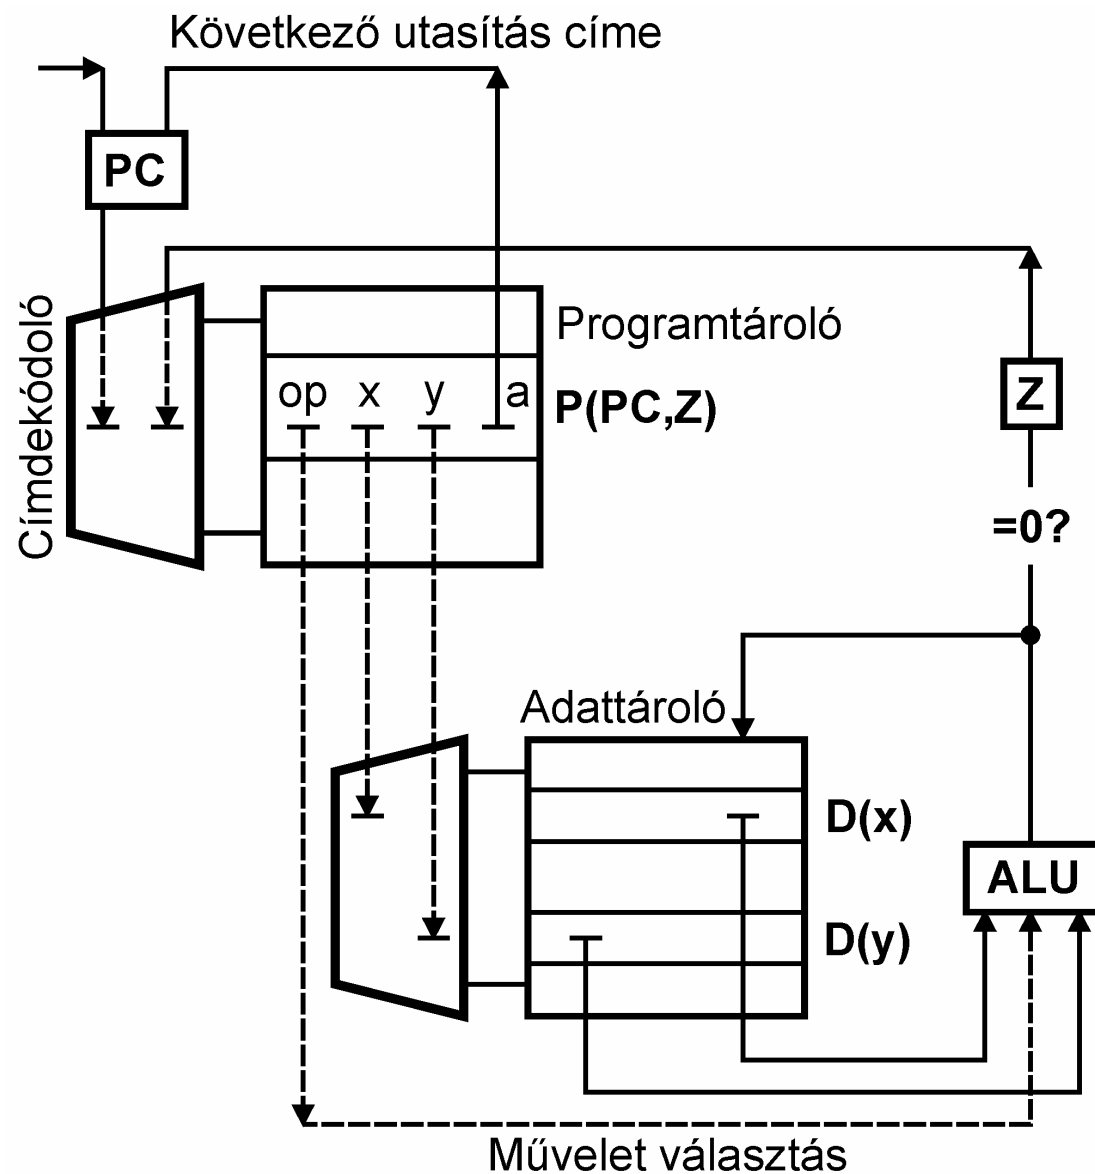 Következő utasítás címe
PC
Címdekódoló
Programtároló
op x y a
P(PC,Z)
Z
=0?
Adattároló
D(x)
ALU
D(y)
Művelet választás